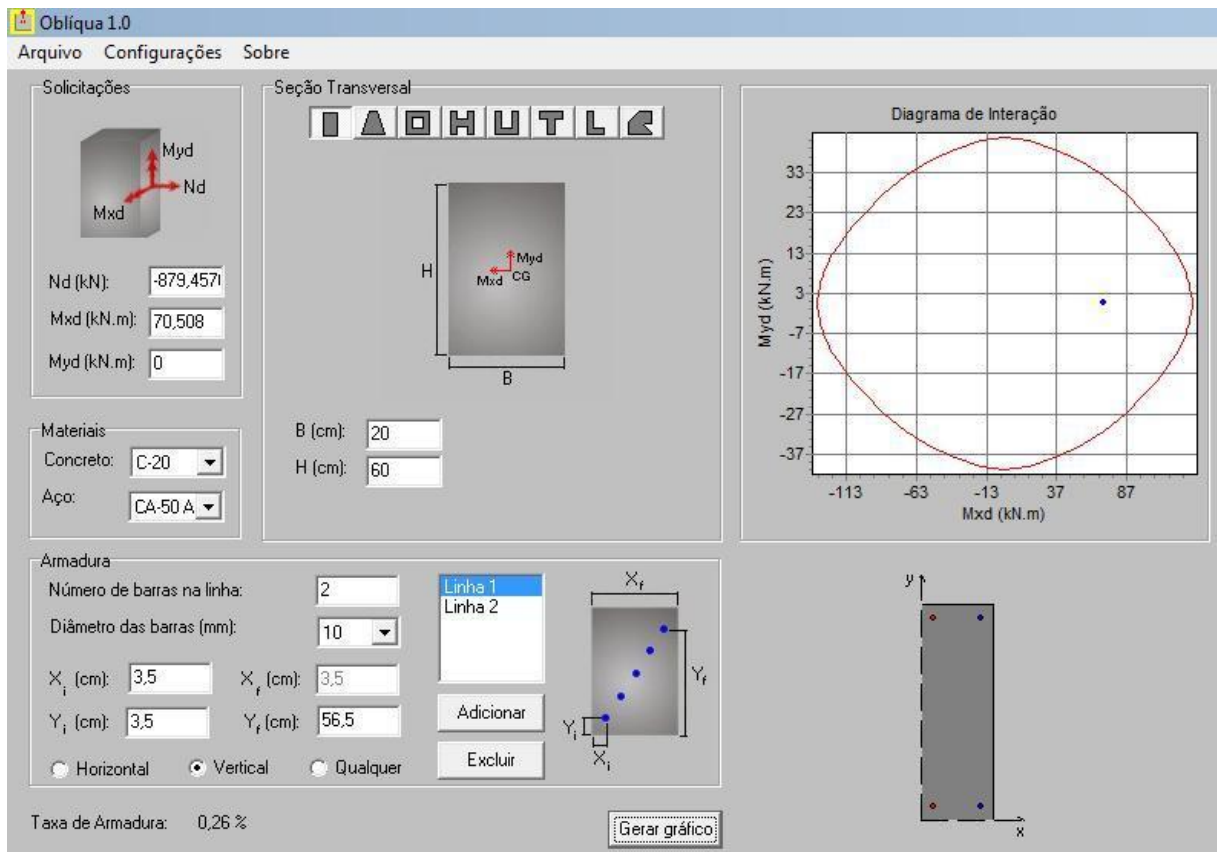 Oblíqua 1.0
Arquivo Configurações Sobre
Solicitações
Myd
Nd
Mxd
Nd (kN): -879,457
Mxd (kN.m): 70,508
Myd (kN.m): 0
Materiais
Concreto: C-20
Aço: CA-50 A
Seção Transversal
H
Myd
Mxd CG
B
B (cm): 20
H (cm): 60
Diagrama de Interação
Myd (kN.m)
33
23
13
3
-7
-17
-27
-37
-113 -63 -13 37 87
Mxd (kN.m)
Armadura
Número de barras na linha: 2
Diâmetro das barras (mm): 10
Xi (cm): 3,5 Xf (cm): 3,5
Yi (cm): 3,5 Yf (cm): 56,5
Horizontal Vertical Qualquer
Linha 1
Linha 2
Adicionar
Excluir
Xf
Yf
Yi
Xi
Taxa de Armadura: 0,26 %
Gerar gráfico
y
x